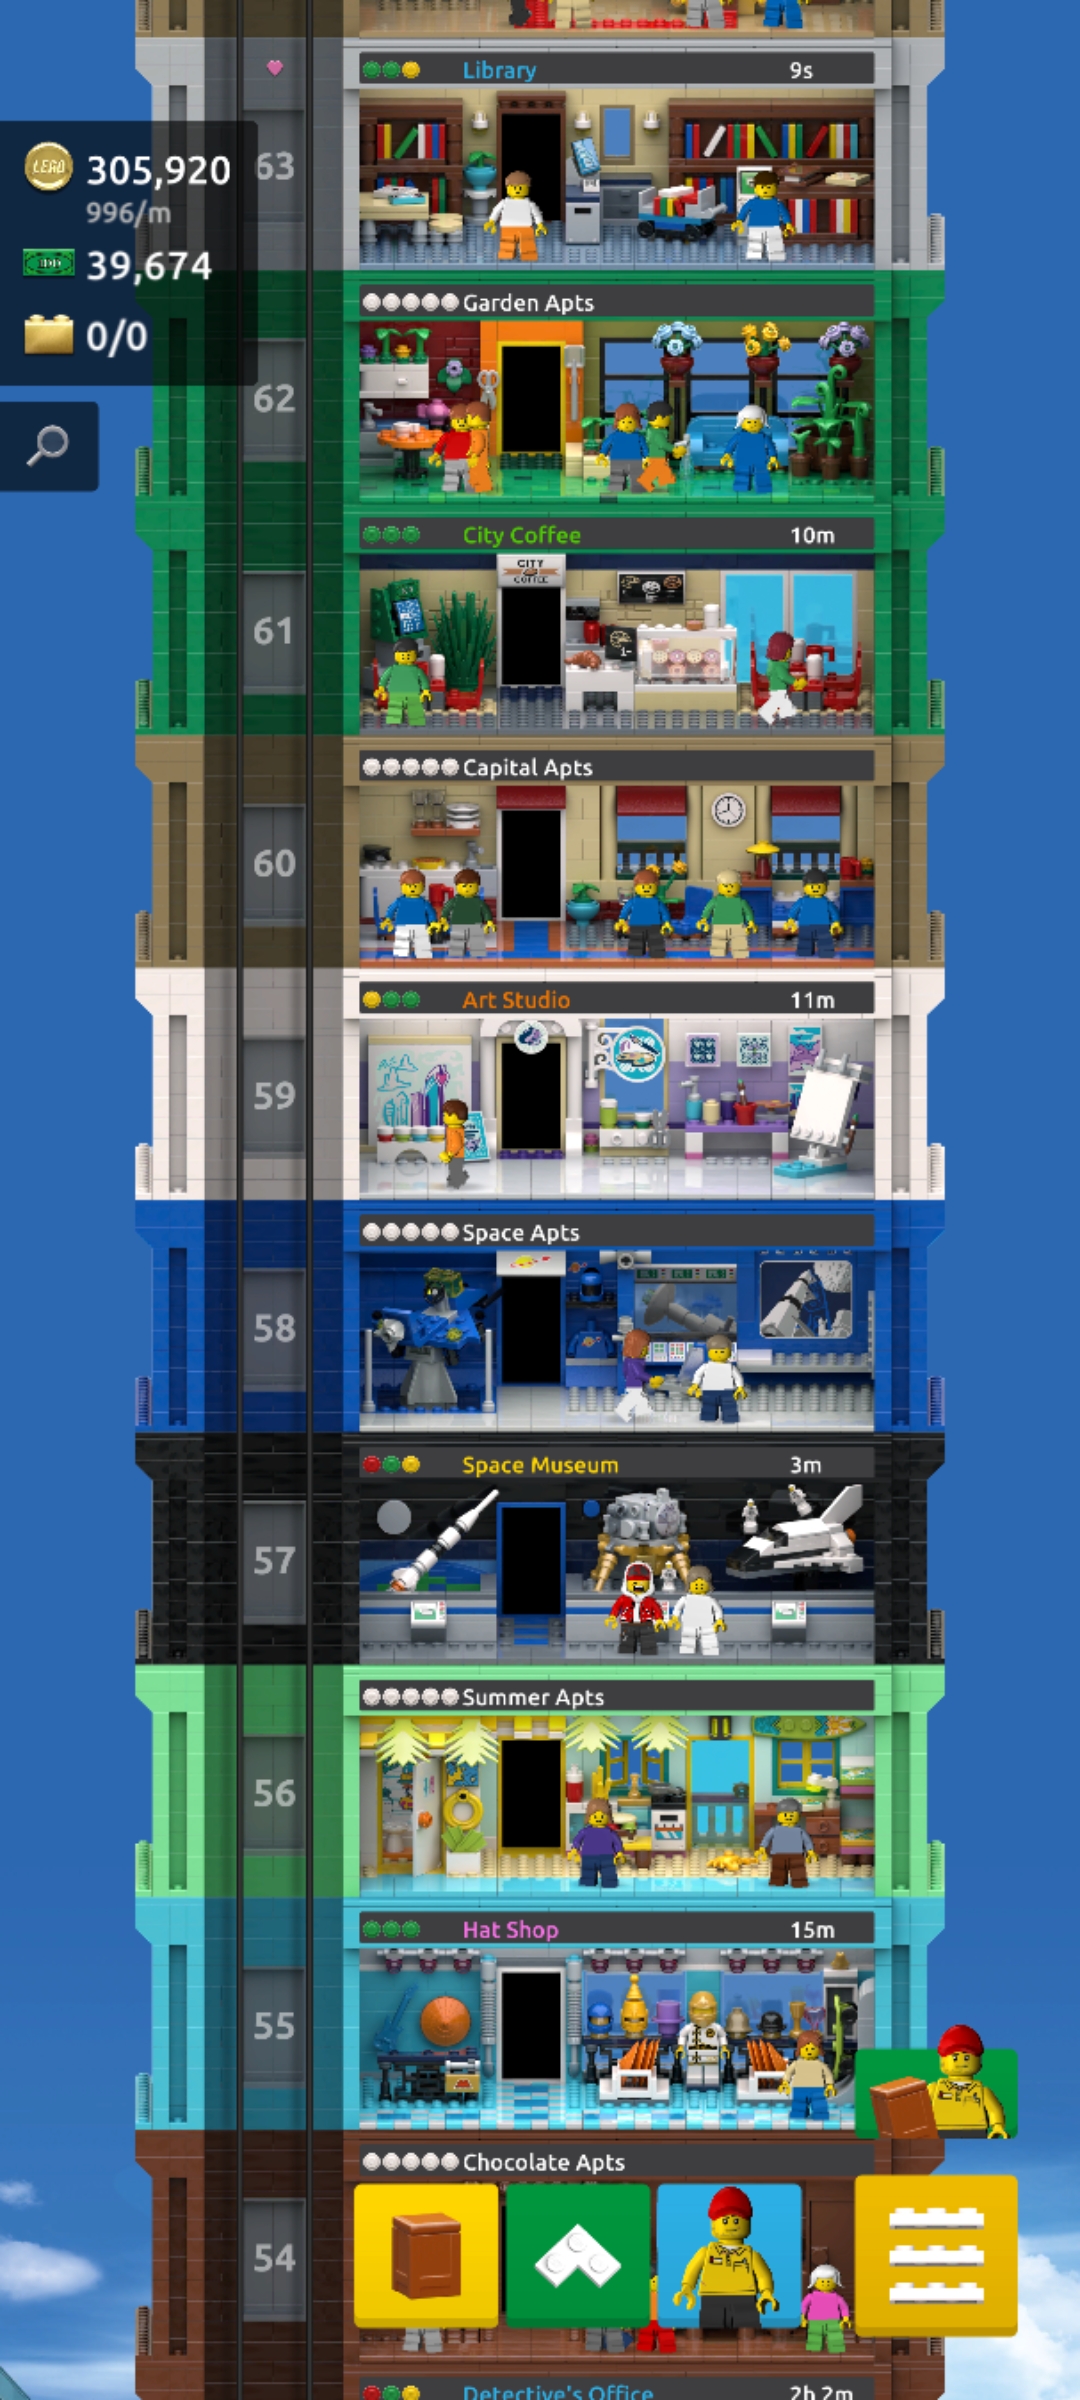 Library 9s
63
LEGO 305,920
996/m
39,674
0/0
Garden Apts
62
City Coffee 10m
CITY
COFFEE
61
Capital Apts
60
Art Studio 11m
59
Space Apts
58
Space Museum 3m
57
Summer Apts
56
Hat Shop 15m
55
Chocolate Apts
54
Detective's Office 2h 2m